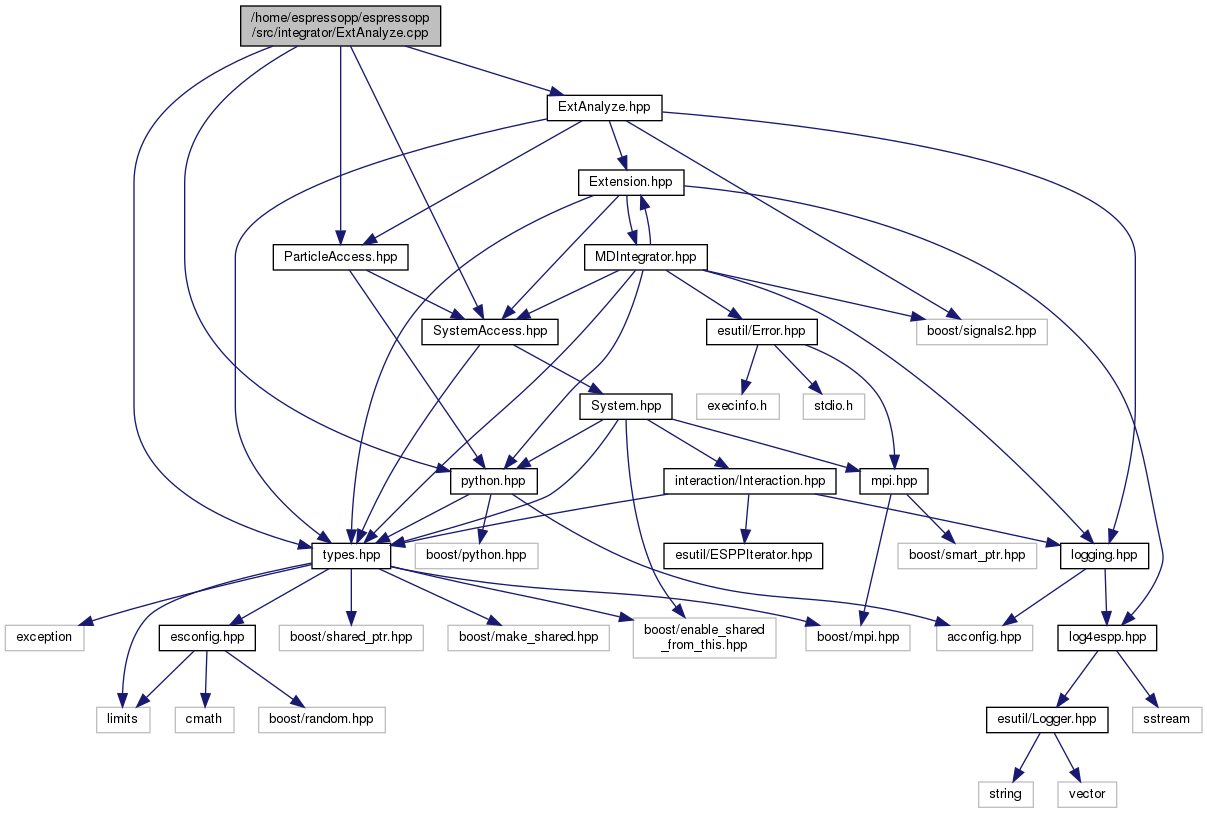 /home/espressopp/espressopp
/src/integrator/ExtAnalyze.cpp
ExtAnalyze.hpp
Extension.hpp
ParticleAccess.hpp
MDIntegrator.hpp
SystemAccess.hpp
esutil/Error.hpp
boost/signals2.hpp
System.hpp
execinfo.h
stdio.h
python.hpp
interaction/Interaction.hpp
mpi.hpp
types.hpp
boost/python.hpp
esutil/ESPPIterator.hpp
boost/smart_ptr.hpp
logging.hpp
exception
esconfig.hpp
boost/shared_ptr.hpp
boost/make_shared.hpp
boost/enable_shared
_from_this.hpp
boost/mpi.hpp
acconfig.hpp
log4espp.hpp
limits
cmath
boost/random.hpp
esutil/Logger.hpp
sstream
string
vector